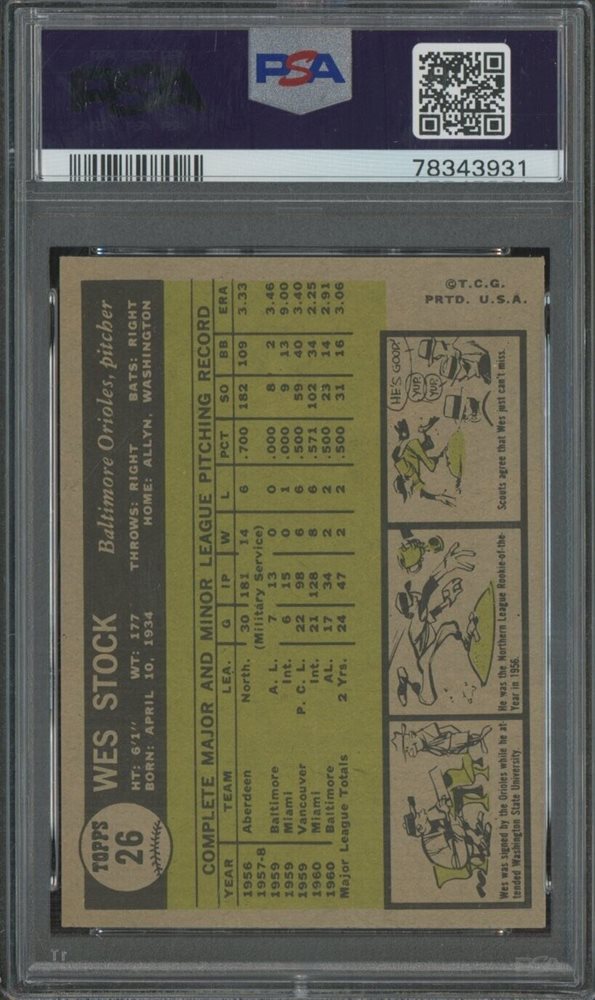 PSA
78343931
TOPPS
26
WES STOCK
Baltimore Orioles, pitcher
HT: 6'1" WT: 177 THROWS: RIGHT BATS: RIGHT
BORN: APRIL 10, 1934 HOME: ALLYN, WASHINGTON
COMPLETE MAJOR AND MINOR LEAGUE PITCHING RECORD
YEAR TEAM LEA. G IP W L PCT SO BB ERA
1956 Aberdeen North. 30 181 14 6 .700 182 109 3.33
1957-8 (Military Service)
1959 Baltimore A. L. 7 13 0 0 .000 8 2 3.46
1959 Miami Int. 6 15 0 1 .000 9 13 9.00
1959 Vancouver P. C. L. 22 98 6 6 .500 59 40 3.40
1960 Miami Int. 21 128 8 6 .571 102 34 2.25
1960 Baltimore AL. 17 34 2 2 .500 23 14 2.91
Major League Totals 2 Yrs. 24 47 2 2 .500 31 16 3.06
Wes was signed by the Orioles while he at-
tended Washington State University.
He was the Northern League Rookie-of-the-
Year in 1956.
HE'S GOOD!
YUP.
YUP.
Scouts agree that Wes just can't miss.
©T.C.G.
PRTD. U.S.A.
PSA